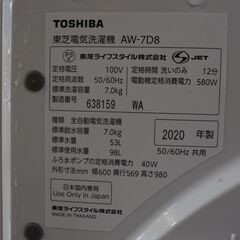 TOSHIBA
東芝電気洗濯機 AW-7D8
PS E
東芝ライフスタイル株式会社 S JET
定格電圧 100V 定格時間 洗いのみ 12分
定格周波数 50/60Hz 電動機定格消費電力 580W
標準洗濯容量 7.0kg
製造番号 638159 WA
種類 全自動電気洗濯機
標準脱水容量 7.0kg
標準水量 53L
標準使用水量 98L
2020 年製
50/60Hz 共用
ふろ水ポンプの定格消費電力 40W
外形寸法mm 幅600 奥行569 高さ980
日本国内専用
Use Only in Japan
東芝ライフスタイル株式会社
MADE IN THAILAND